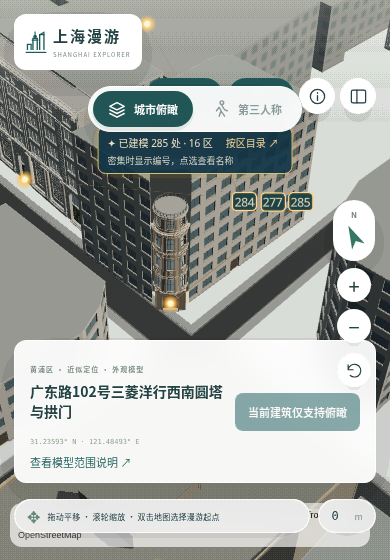 上海漫游
SHANGHAI EXPLORER
城市俯瞰
第三人称
✦ 已建模 285 处 · 16 区 按区目录 ↗
密集时显示编号，点选查看名称
284 277 285
N
+
−
黄浦区 · 近似定位 · 外观模型
广东路102号三菱洋行西南圆塔
与拱门
当前建筑仅支持俯瞰
31.23593° N · 121.48493° E
查看模型范围说明 ↗
拖动平移 · 滚轮缩放 · 双击地图选择漫游起点
0 m
OpenStreetMap